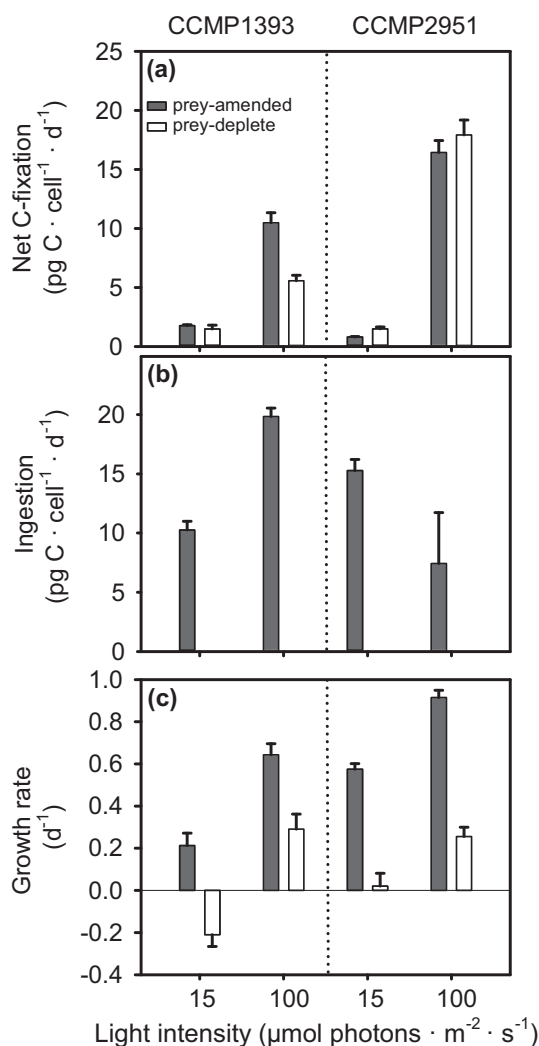 CCMP1393 CCMP2951
(a)
prey-amended
prey-deplete
Net C-fixation
(pg C · cell⁻¹ · d⁻¹)
25
20
15
10
5
0
(b)
Ingestion
(pg C · cell⁻¹ · d⁻¹)
20
15
10
5
0
(c)
Growth rate
(d⁻¹)
1.0
0.8
0.6
0.4
0.2
0.0
-0.2
-0.4
15 100 15 100
Light intensity (µmol photons · m⁻² · s⁻¹)